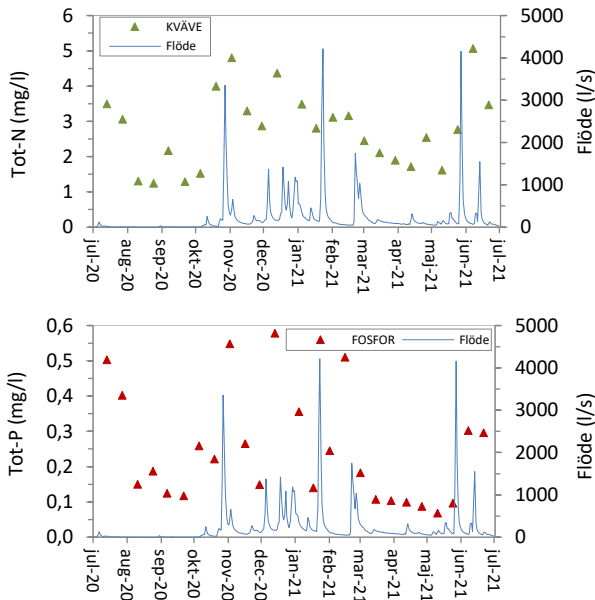 KVÄVE
Flöde
Tot-N (mg/l)
6
5
4
3
2
1
0
5000
4000
3000
2000
1000
0
Flöde (l/s)
jul-20
aug-20
sep-20
okt-20
nov-20
dec-20
jan-21
feb-21
mar-21
apr-21
maj-21
jun-21
jul-21
FOSFOR
Flöde
Tot-P (mg/l)
0,6
0,5
0,4
0,3
0,2
0,1
0,0
5000
4000
3000
2000
1000
0
Flöde (l/s)
jul-20
aug-20
sep-20
okt-20
nov-20
dec-20
jan-21
feb-21
mar-21
apr-21
maj-21
jun-21
jul-21